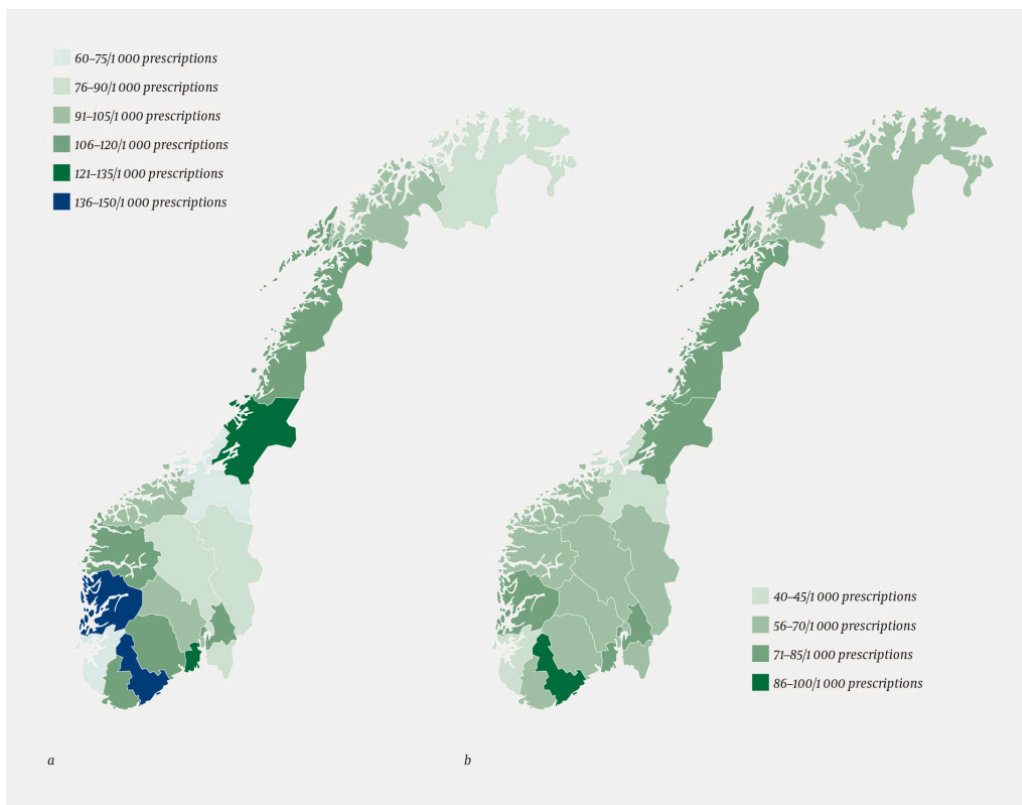 60–75/1 000 prescriptions
76–90/1 000 prescriptions
91–105/1 000 prescriptions
106–120/1 000 prescriptions
121–135/1 000 prescriptions
136–150/1 000 prescriptions
40–45/1 000 prescriptions
56–70/1 000 prescriptions
71–85/1 000 prescriptions
86–100/1 000 prescriptions
a
b